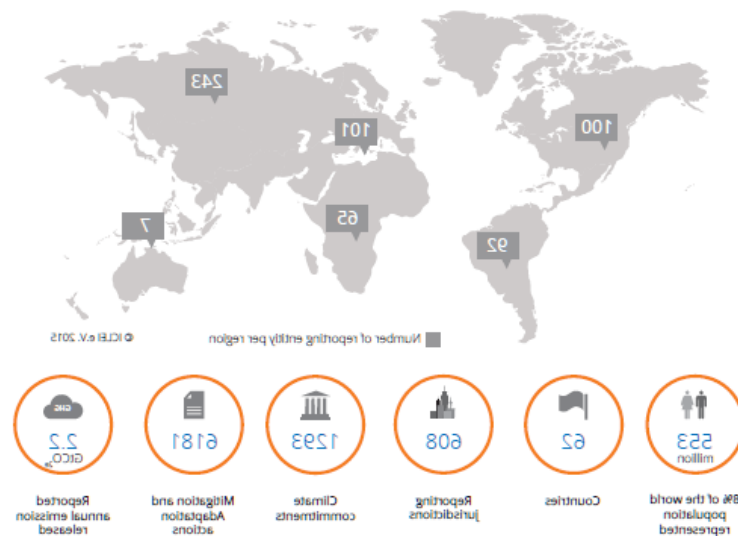 243
101
100
65
92
7
Number of reporting entity per region
© ICLEI e.V. 2015
553
million
8% of the world
population
represented
62
Countries
608
Reporting
jurisdictions
1293
Climate
commitments
6181
Mitigation and
Adaptation
actions
GHG
2.2
GtCO₂e
Reported
annual emission
released